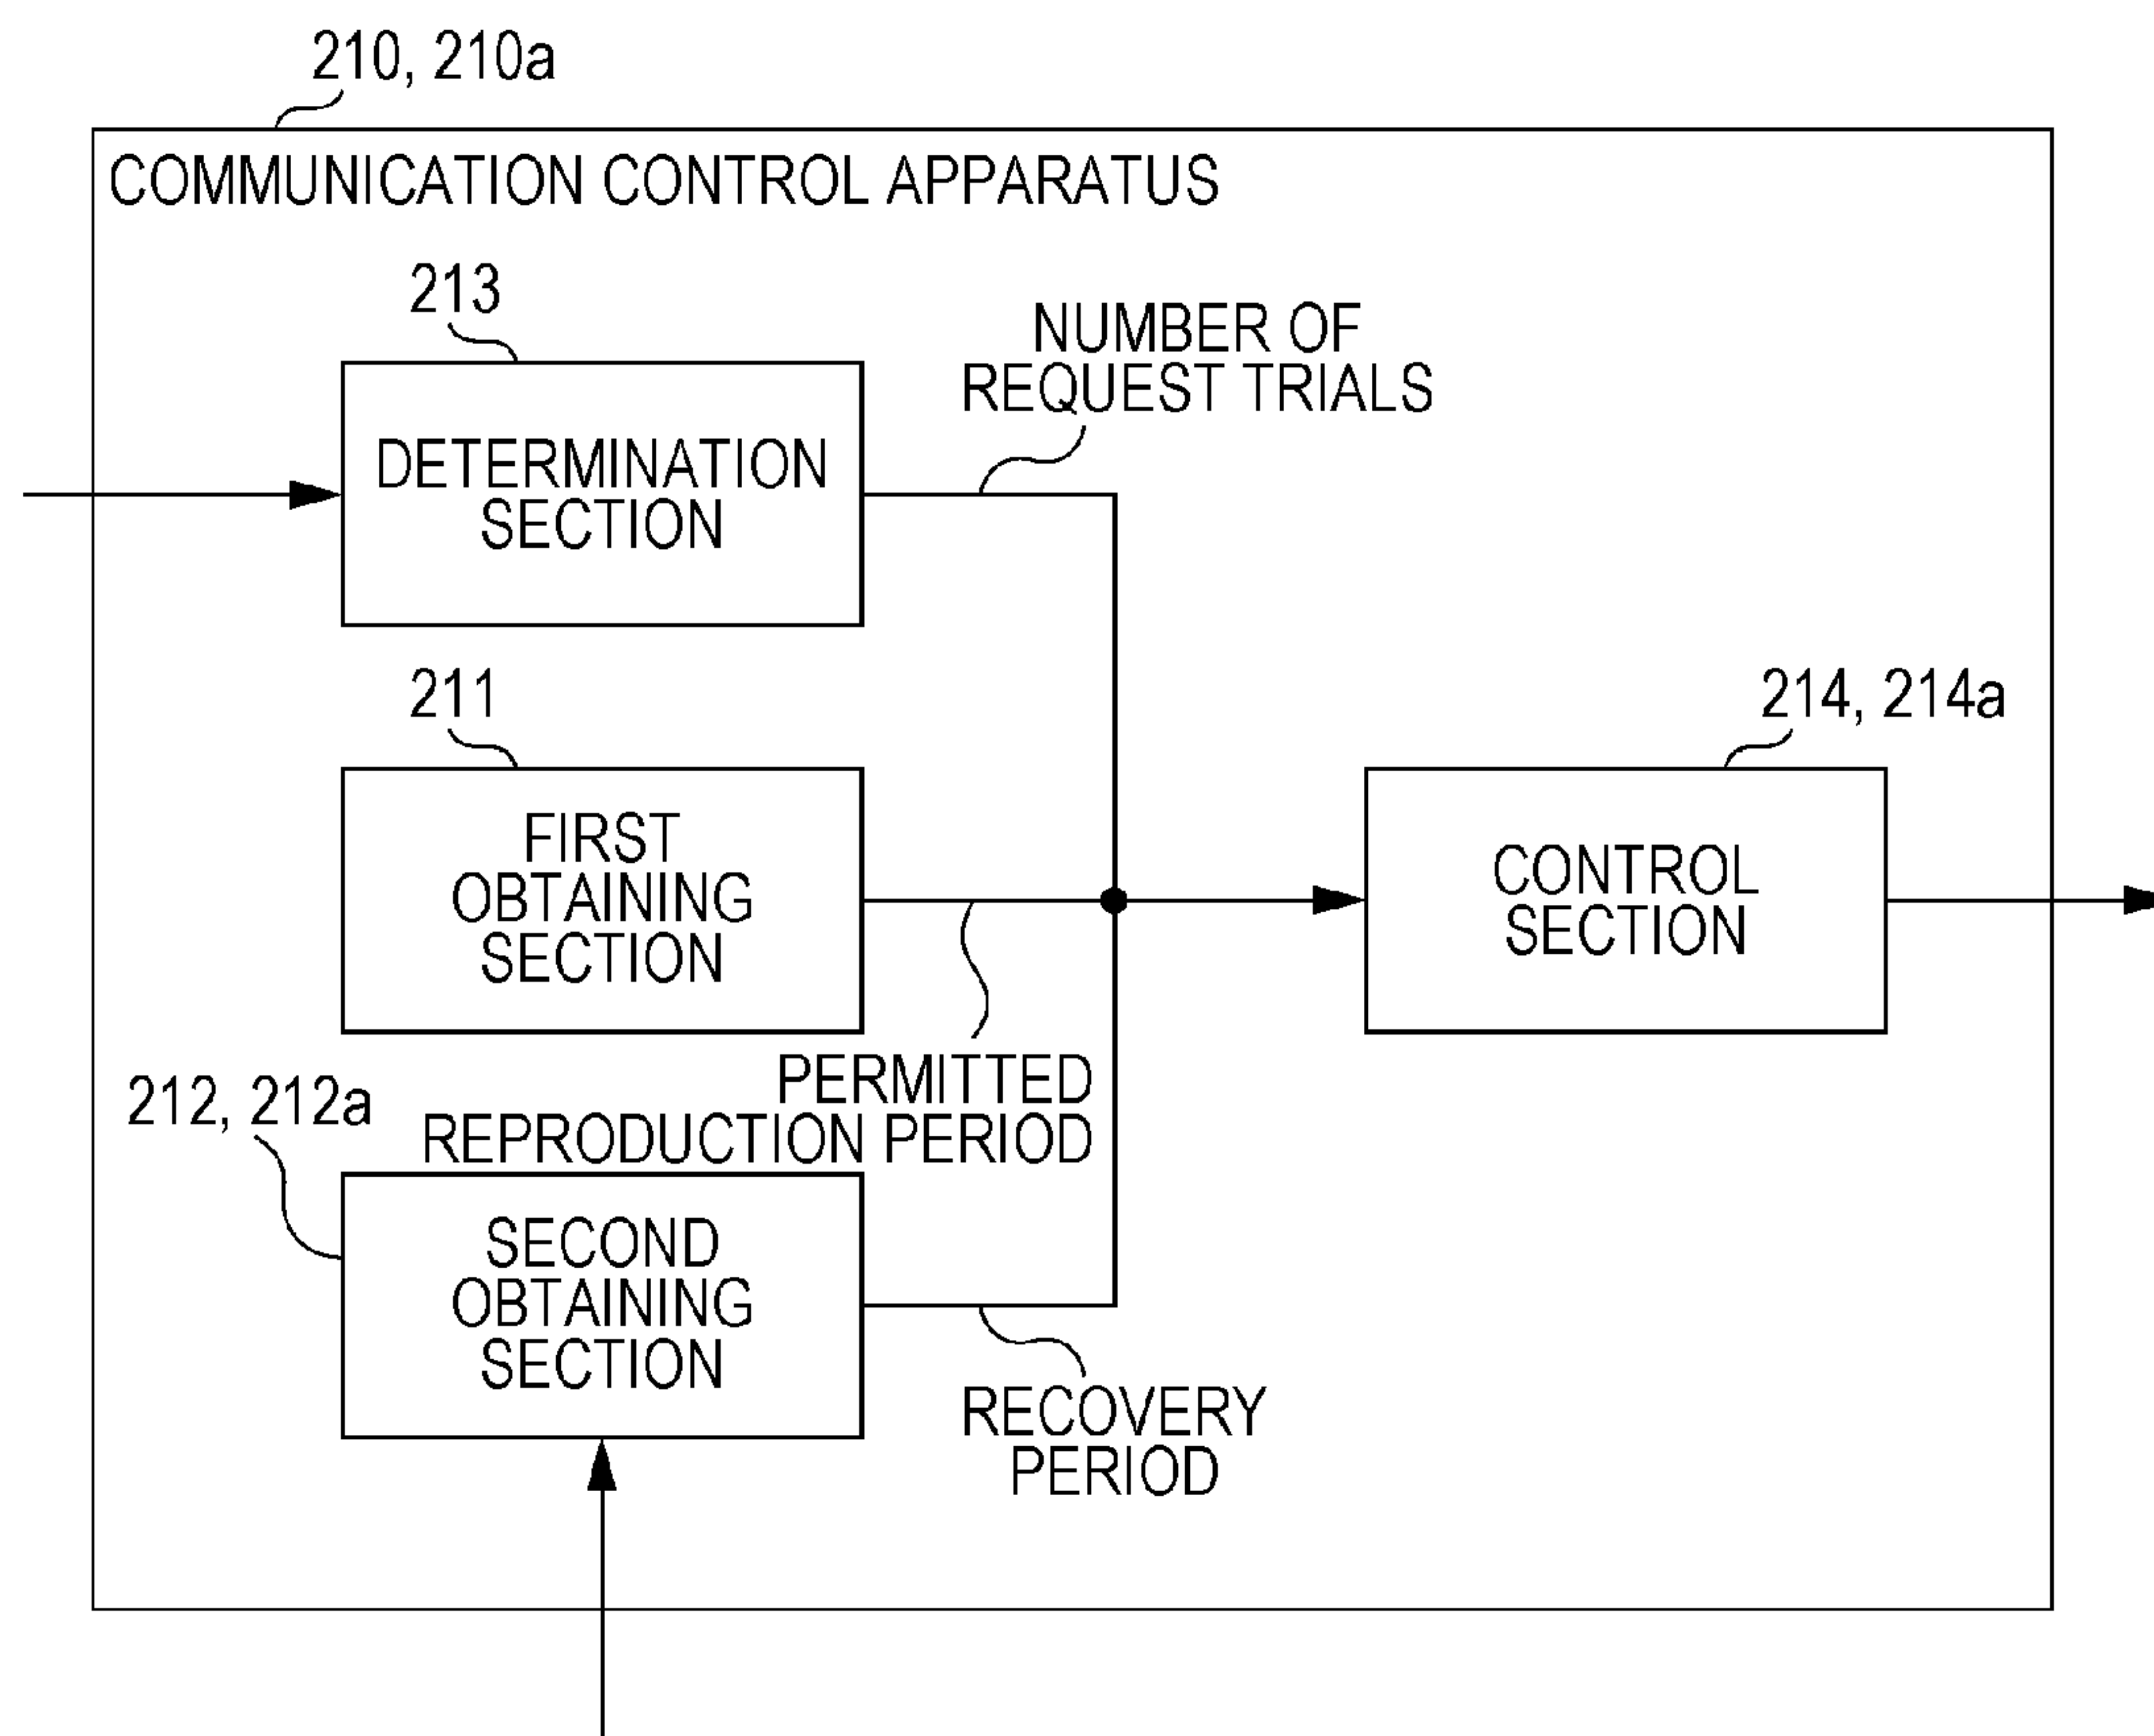 210, 210a
COMMUNICATION CONTROL APPARATUS
213
NUMBER OF
REQUEST TRIALS
DETERMINATION
SECTION
211
214, 214a
FIRST
OBTAINING
SECTION
CONTROL
SECTION
PERMITTED
REPRODUCTION PERIOD
212, 212a
SECOND
OBTAINING
SECTION
RECOVERY
PERIOD